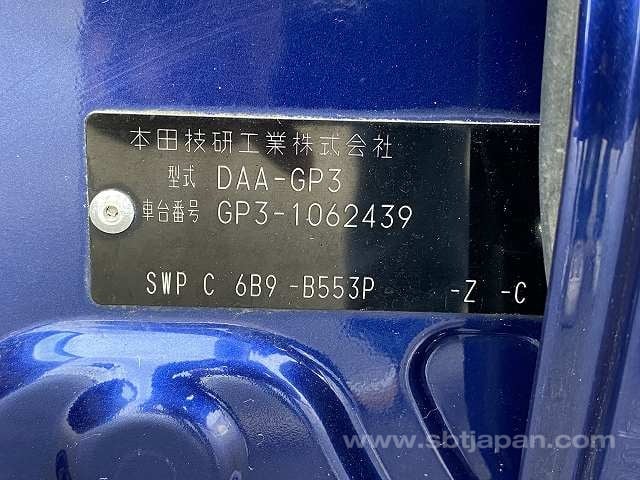 本田技研工業株式会社
型式 DAA-GP3
車台番号 GP3-1062439
SWP C 6B9 -B553P -Z -C
www.sbtjapan.com